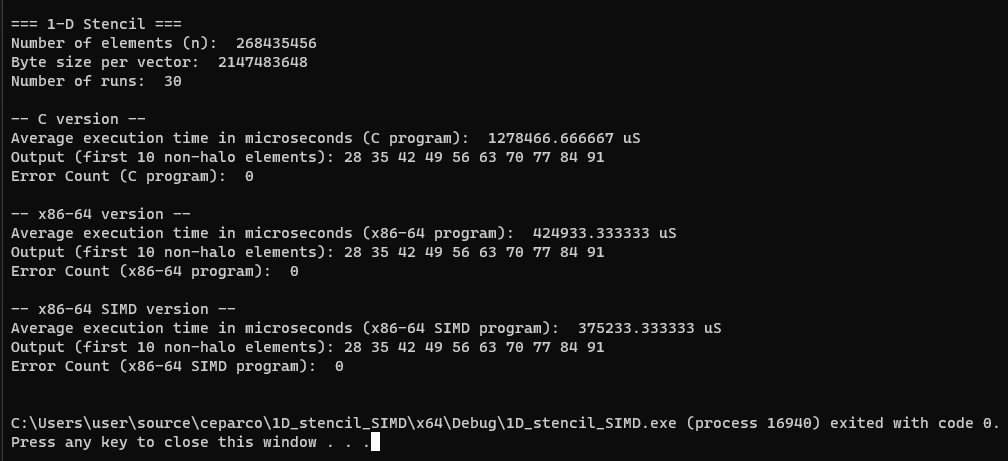 === 1-D Stencil ===
Number of elements (n):  268435456
Byte size per vector:  2147483648
Number of runs:  30
-- C version --
Average execution time in microseconds (C program):  1278466.666667 uS
Output (first 10 non-halo elements): 28 35 42 49 56 63 70 77 84 91
Error Count (C program):  0
-- x86-64 version --
Average execution time in microseconds (x86-64 program):  424933.333333 uS
Output (first 10 non-halo elements): 28 35 42 49 56 63 70 77 84 91
Error Count (x86-64 program):  0
-- x86-64 SIMD version --
Average execution time in microseconds (x86-64 SIMD program):  375233.333333 uS
Output (first 10 non-halo elements): 28 35 42 49 56 63 70 77 84 91
Error Count (x86-64 SIMD program):  0
C:\Users\user\source\ceparco\1D_stencil_SIMD\x64\Debug\1D_stencil_SIMD.exe (process 16940) exited with code 0.
Press any key to close this window . . .